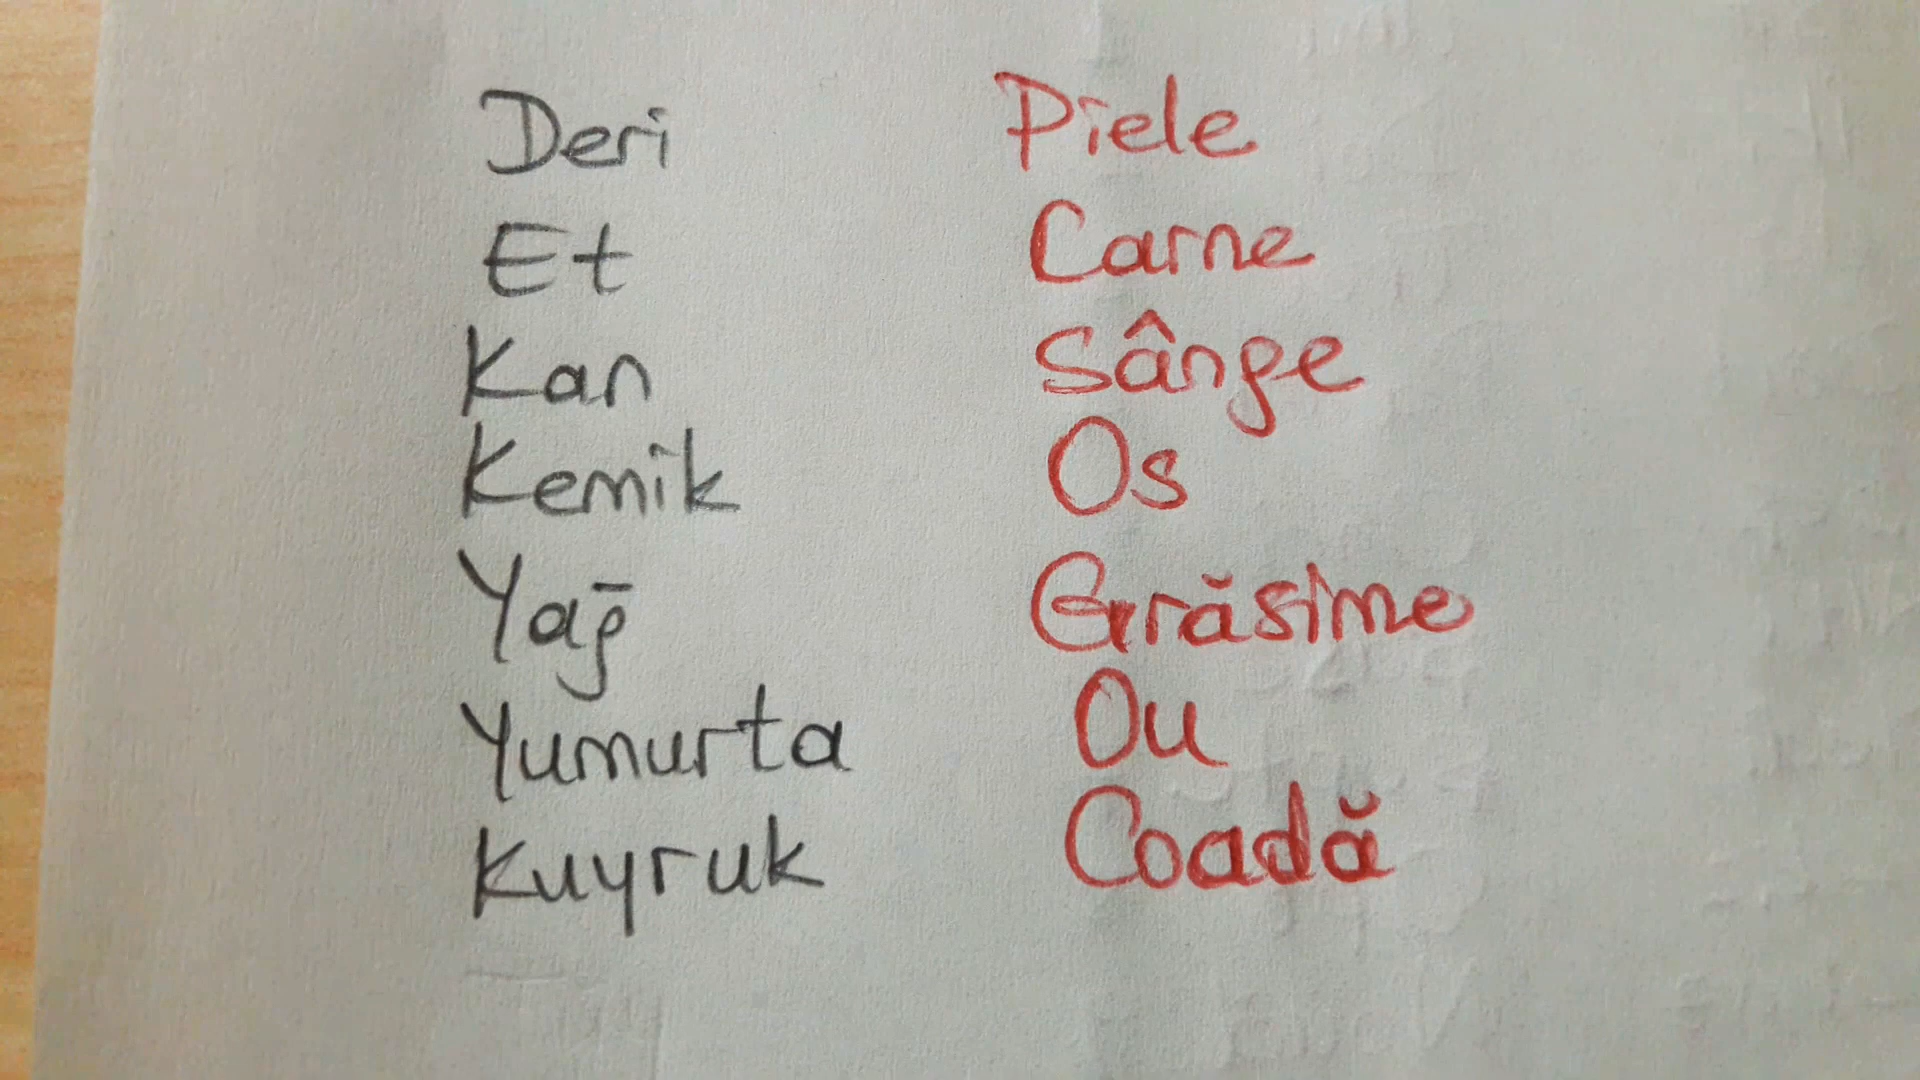 Deri Piele
Et Carne
Kan Sânge
Kemik Os
Yağ Grăsime
Yumurta Ou
Kuyruk Coadă